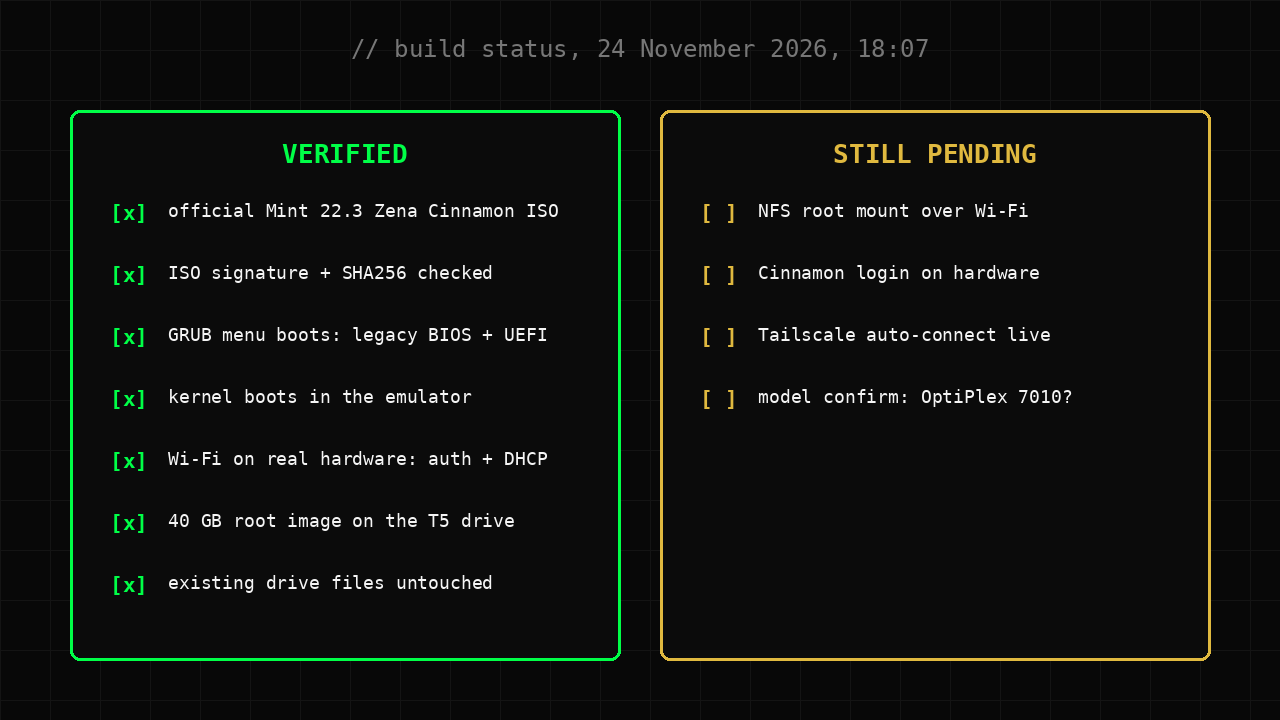 // build status, 24 November 2026, 18:07
VERIFIED
[x] official Mint 22.3 Zena Cinnamon ISO
[x] ISO signature + SHA256 checked
[x] GRUB menu boots: legacy BIOS + UEFI
[x] kernel boots in the emulator
[x] Wi-Fi on real hardware: auth + DHCP
[x] 40 GB root image on the T5 drive
[x] existing drive files untouched
STILL PENDING
[ ] NFS root mount over Wi-Fi
[ ] Cinnamon login on hardware
[ ] Tailscale auto-connect live
[ ] model confirm: OptiPlex 7010?